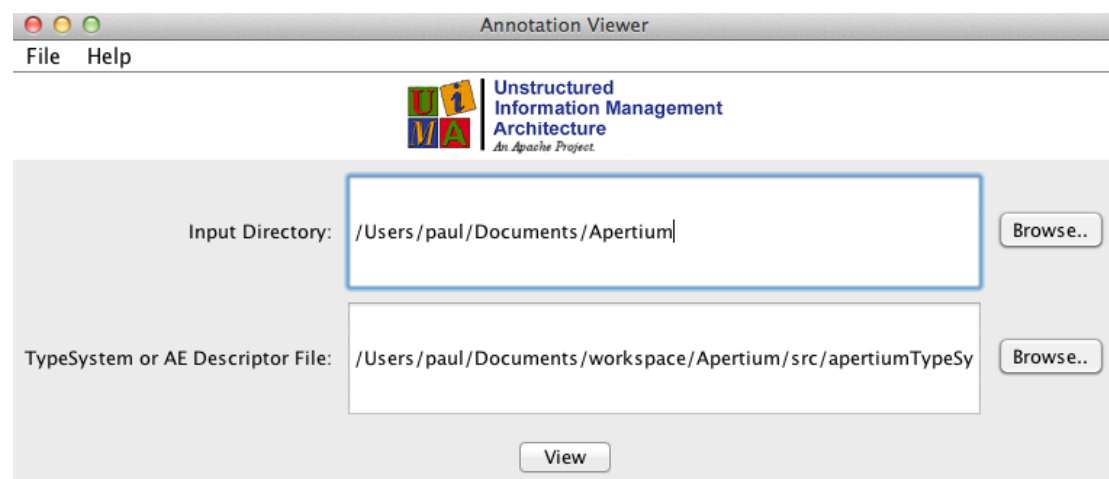 Annotation Viewer
File Help
UiMA
Unstructured
Information Management
Architecture
An Apache Project.
Input Directory: /Users/paul/Documents/Apertium Browse..
TypeSystem or AE Descriptor File: /Users/paul/Documents/workspace/Apertium/src/apertiumTypeSy Browse..
View